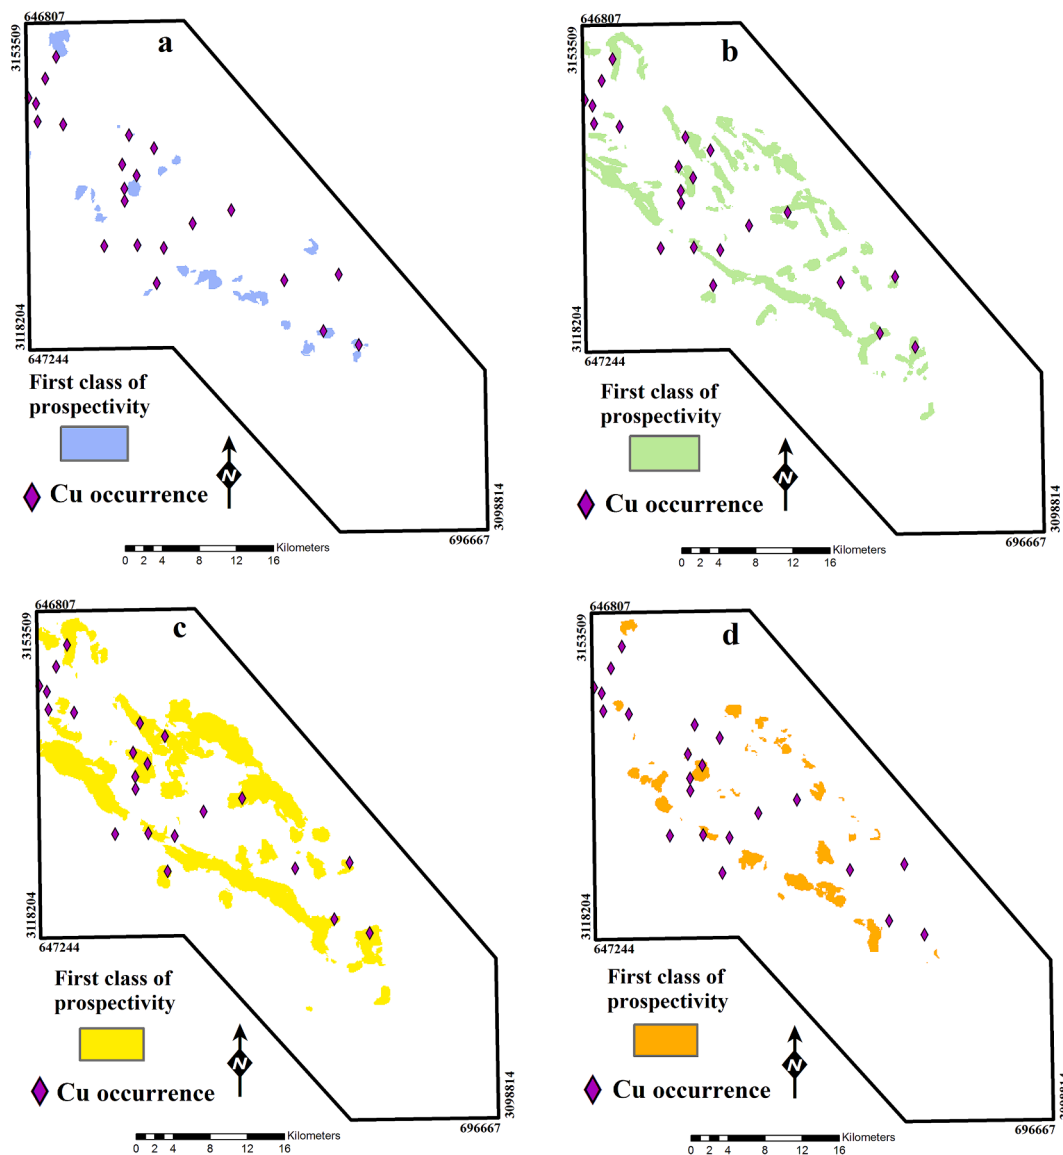 646807
a
3153509
3118204
647244
First class of
prospectivity
N
Cu occurrence
3098814
696667
Kilometers
0 2 4 8 12 16
646807
b
3153509
3118204
647244
First class of
prospectivity
N
Cu occurrence
3098814
696667
Kilometers
0 2 4 8 12 16
646807
c
3153509
3118204
647244
First class of
prospectivity
N
Cu occurrence
3098814
696667
Kilometers
0 2 4 8 12 16
646807
d
3153509
3118204
647244
First class of
prospectivity
N
Cu occurrence
3098814
696667
Kilometers
0 2 4 8 12 16